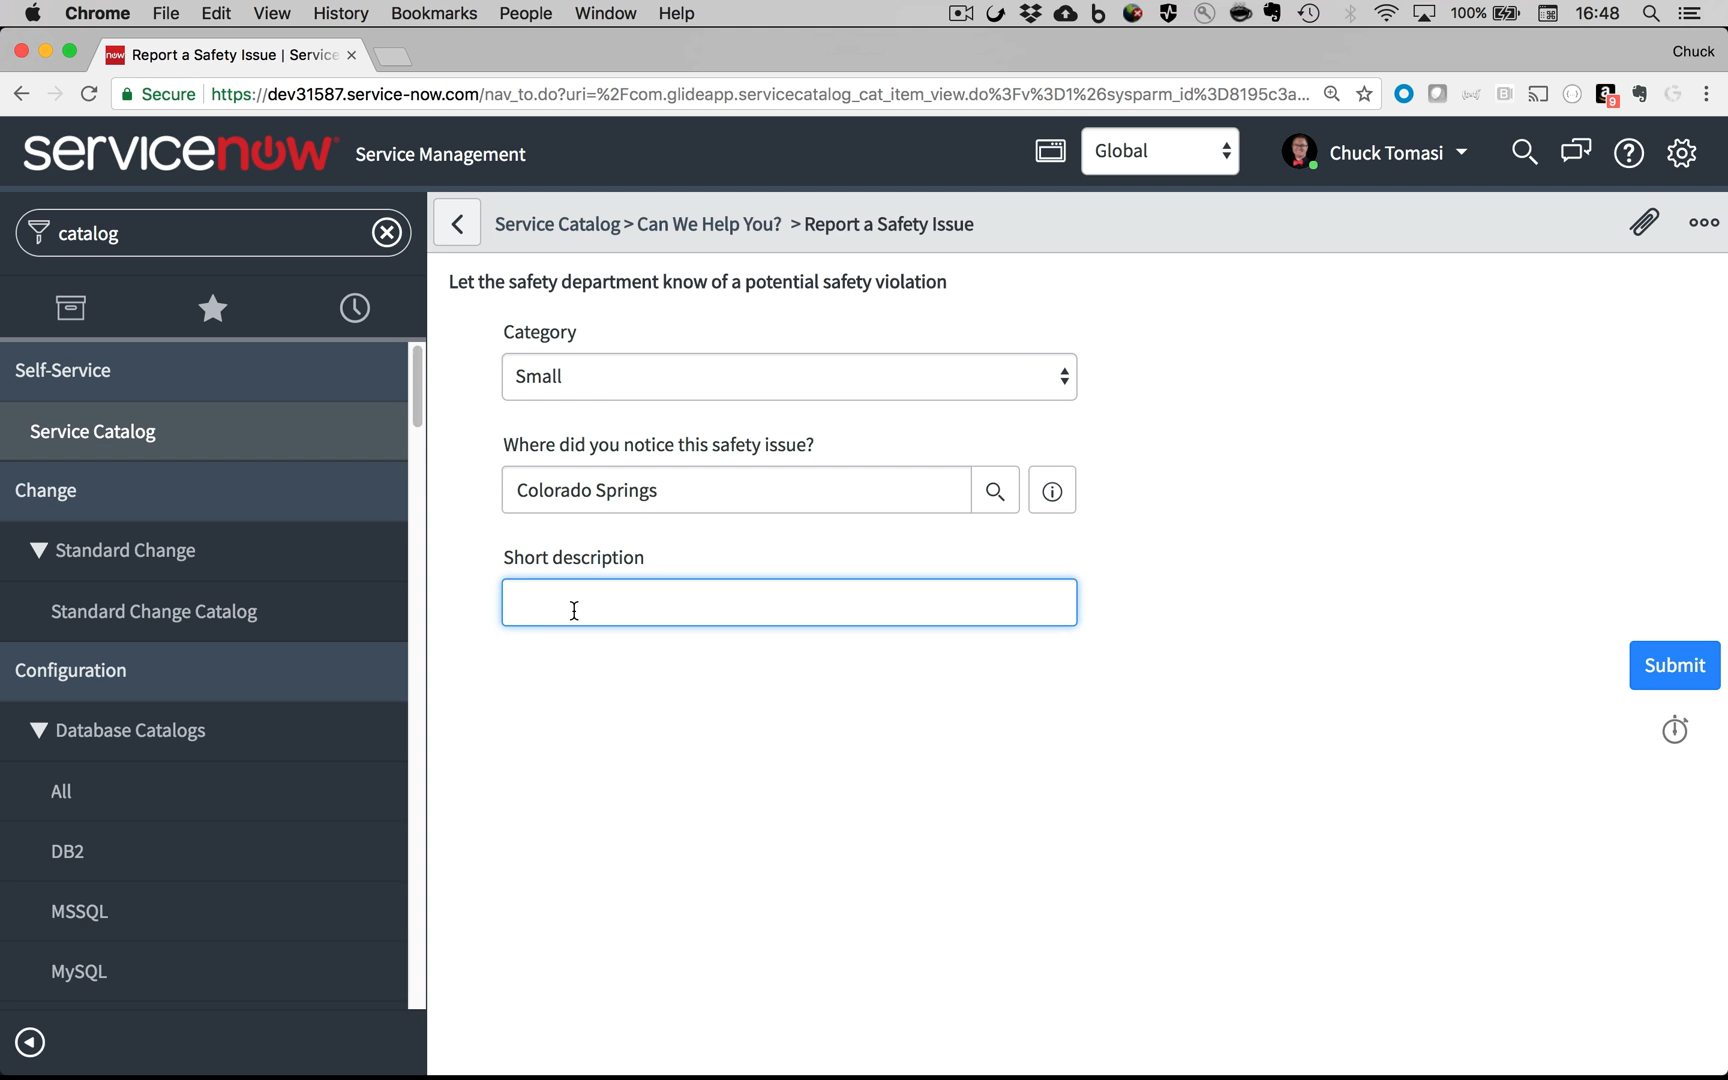 Chrome File Edit View History Bookmarks People Window Help 100% 16:48
now Report a Safety Issue | Service Chuck
Secure https://dev31587.service-now.com/nav_to.do?uri=%2Fcom.glideapp.servicecatalog_cat_item_view.do%3Fv%3D1%26sysparm_id%3D8195c3a... 9
servicenow Service Management Global Chuck Tomasi
catalog
Service Catalog > Can We Help You? > Report a Safety Issue
Let the safety department know of a potential safety violation
Category
Small
Where did you notice this safety issue?
Colorado Springs
Short description
Submit
Self-Service
Service Catalog
Change
Standard Change
Standard Change Catalog
Configuration
Database Catalogs
All
DB2
MSSQL
MySQL